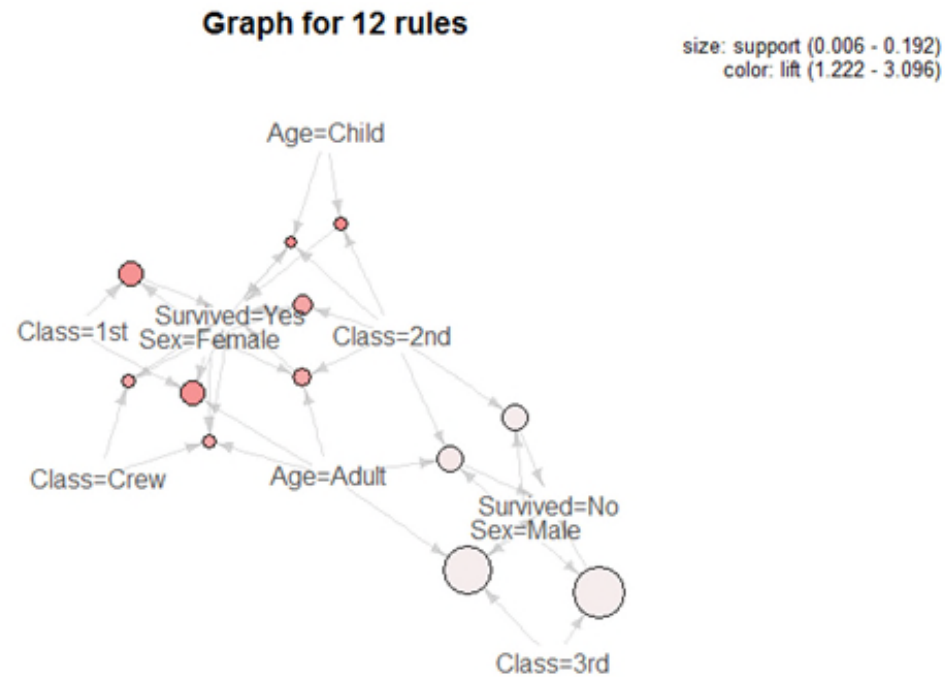 Graph for 12 rules
size: support (0.006 - 0.192)
color: lift (1.222 - 3.096)
Age=Child
Survived=Yes
Class=1st
Sex=Female
Class=2nd
Class=Crew
Age=Adult
Survived=No
Sex=Male
Class=3rd